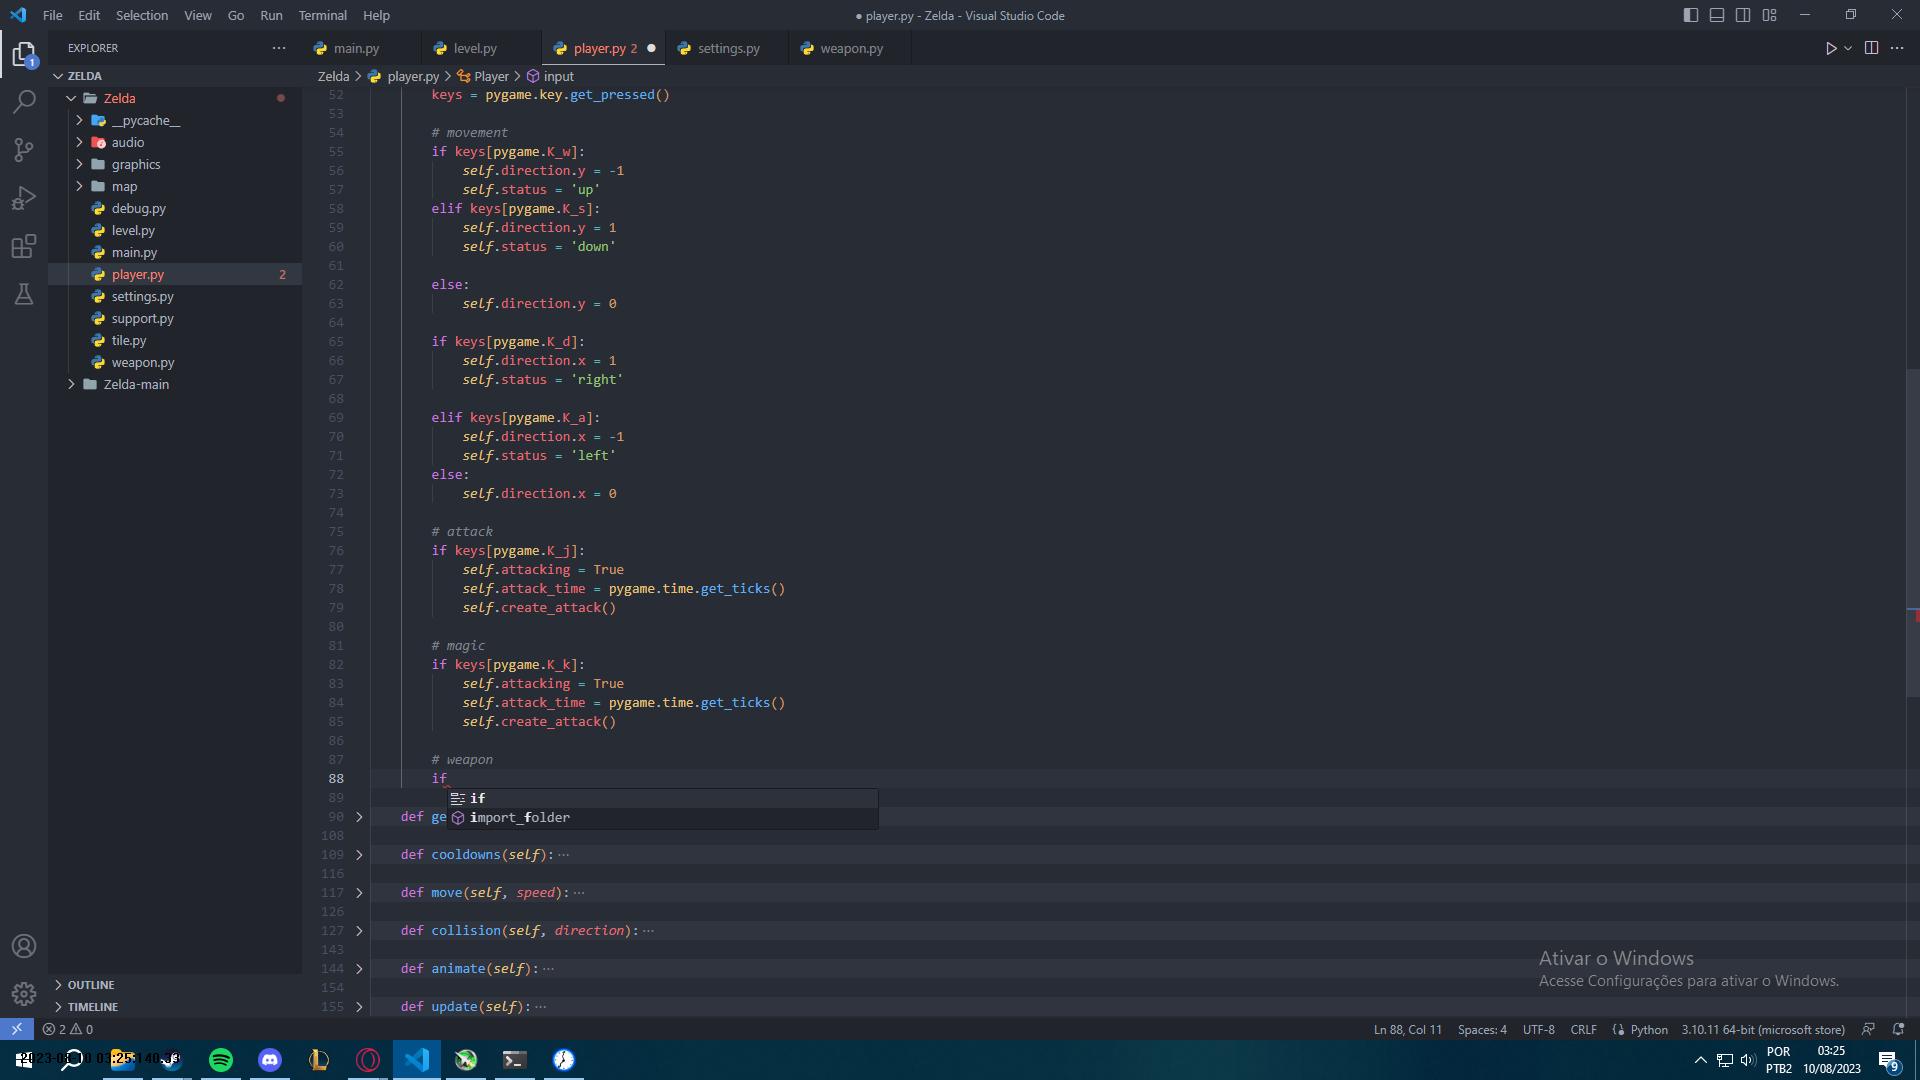 File Edit Selection View Go Run Terminal Help
● player.py - Zelda - Visual Studio Code
EXPLORER
main.py
level.py
player.py 2
settings.py
weapon.py
ZELDA
Zelda > player.py > Player > input
Zelda
__pycache__
audio
graphics
map
debug.py
level.py
main.py
player.py 2
settings.py
support.py
tile.py
weapon.py
Zelda-main
OUTLINE
TIMELINE
52 keys = pygame.key.get_pressed()
53
54 # movement
55 if keys[pygame.K_w]:
56 self.direction.y = -1
57 self.status = 'up'
58 elif keys[pygame.K_s]:
59 self.direction.y = 1
60 self.status = 'down'
61
62 else:
63 self.direction.y = 0
64
65 if keys[pygame.K_d]:
66 self.direction.x = 1
67 self.status = 'right'
68
69 elif keys[pygame.K_a]:
70 self.direction.x = -1
71 self.status = 'left'
72 else:
73 self.direction.x = 0
74
75 # attack
76 if keys[pygame.K_j]:
77 self.attacking = True
78 self.attack_time = pygame.time.get_ticks()
79 self.create_attack()
80
81 # magic
82 if keys[pygame.K_k]:
83 self.attacking = True
84 self.attack_time = pygame.time.get_ticks()
85 self.create_attack()
86
87 # weapon
88 if
89
if
import_folder
90 def ge
108
109 def cooldowns(self):···
116
117 def move(self, speed):···
126
127 def collision(self, direction):···
143
144 def animate(self):···
154
155 def update(self):···
1
Ativar o Windows
Acesse Configurações para ativar o Windows.
2 0
Ln 88, Col 11 Spaces: 4 UTF-8 CRLF Python 3.10.11 64-bit (microsoft store)
POR
PTB2
03:25
10/08/2023
9